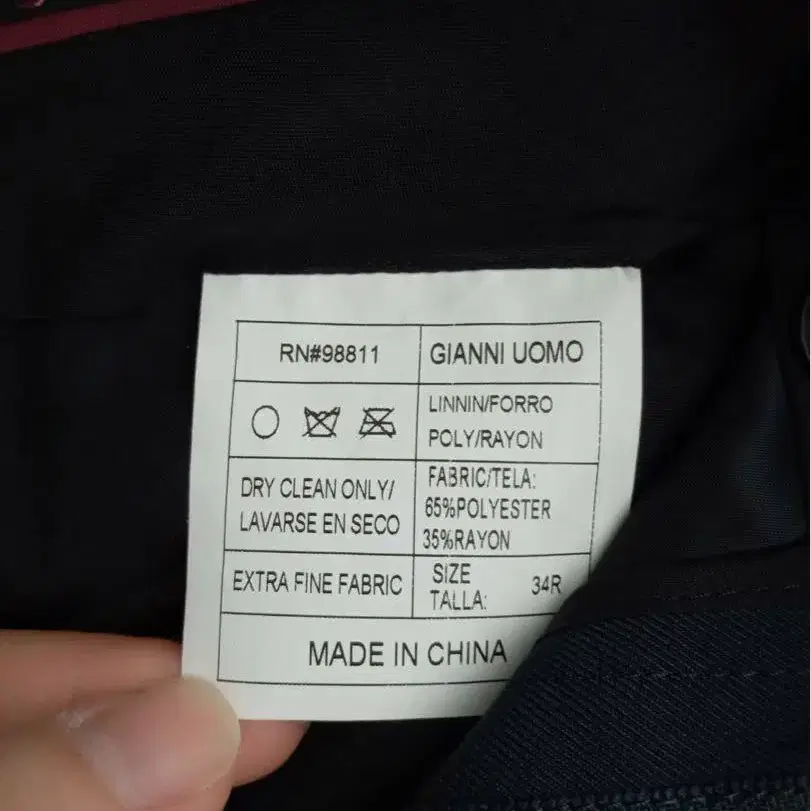 RN#98811
GIANNI UOMO
LINNIN/FORRO
POLY/RAYON
DRY CLEAN ONLY/
LAVARSE EN SECO
FABRIC/TELA:
65%POLYESTER
35%RAYON
EXTRA FINE FABRIC
SIZE
TALLA: 34R
MADE IN CHINA